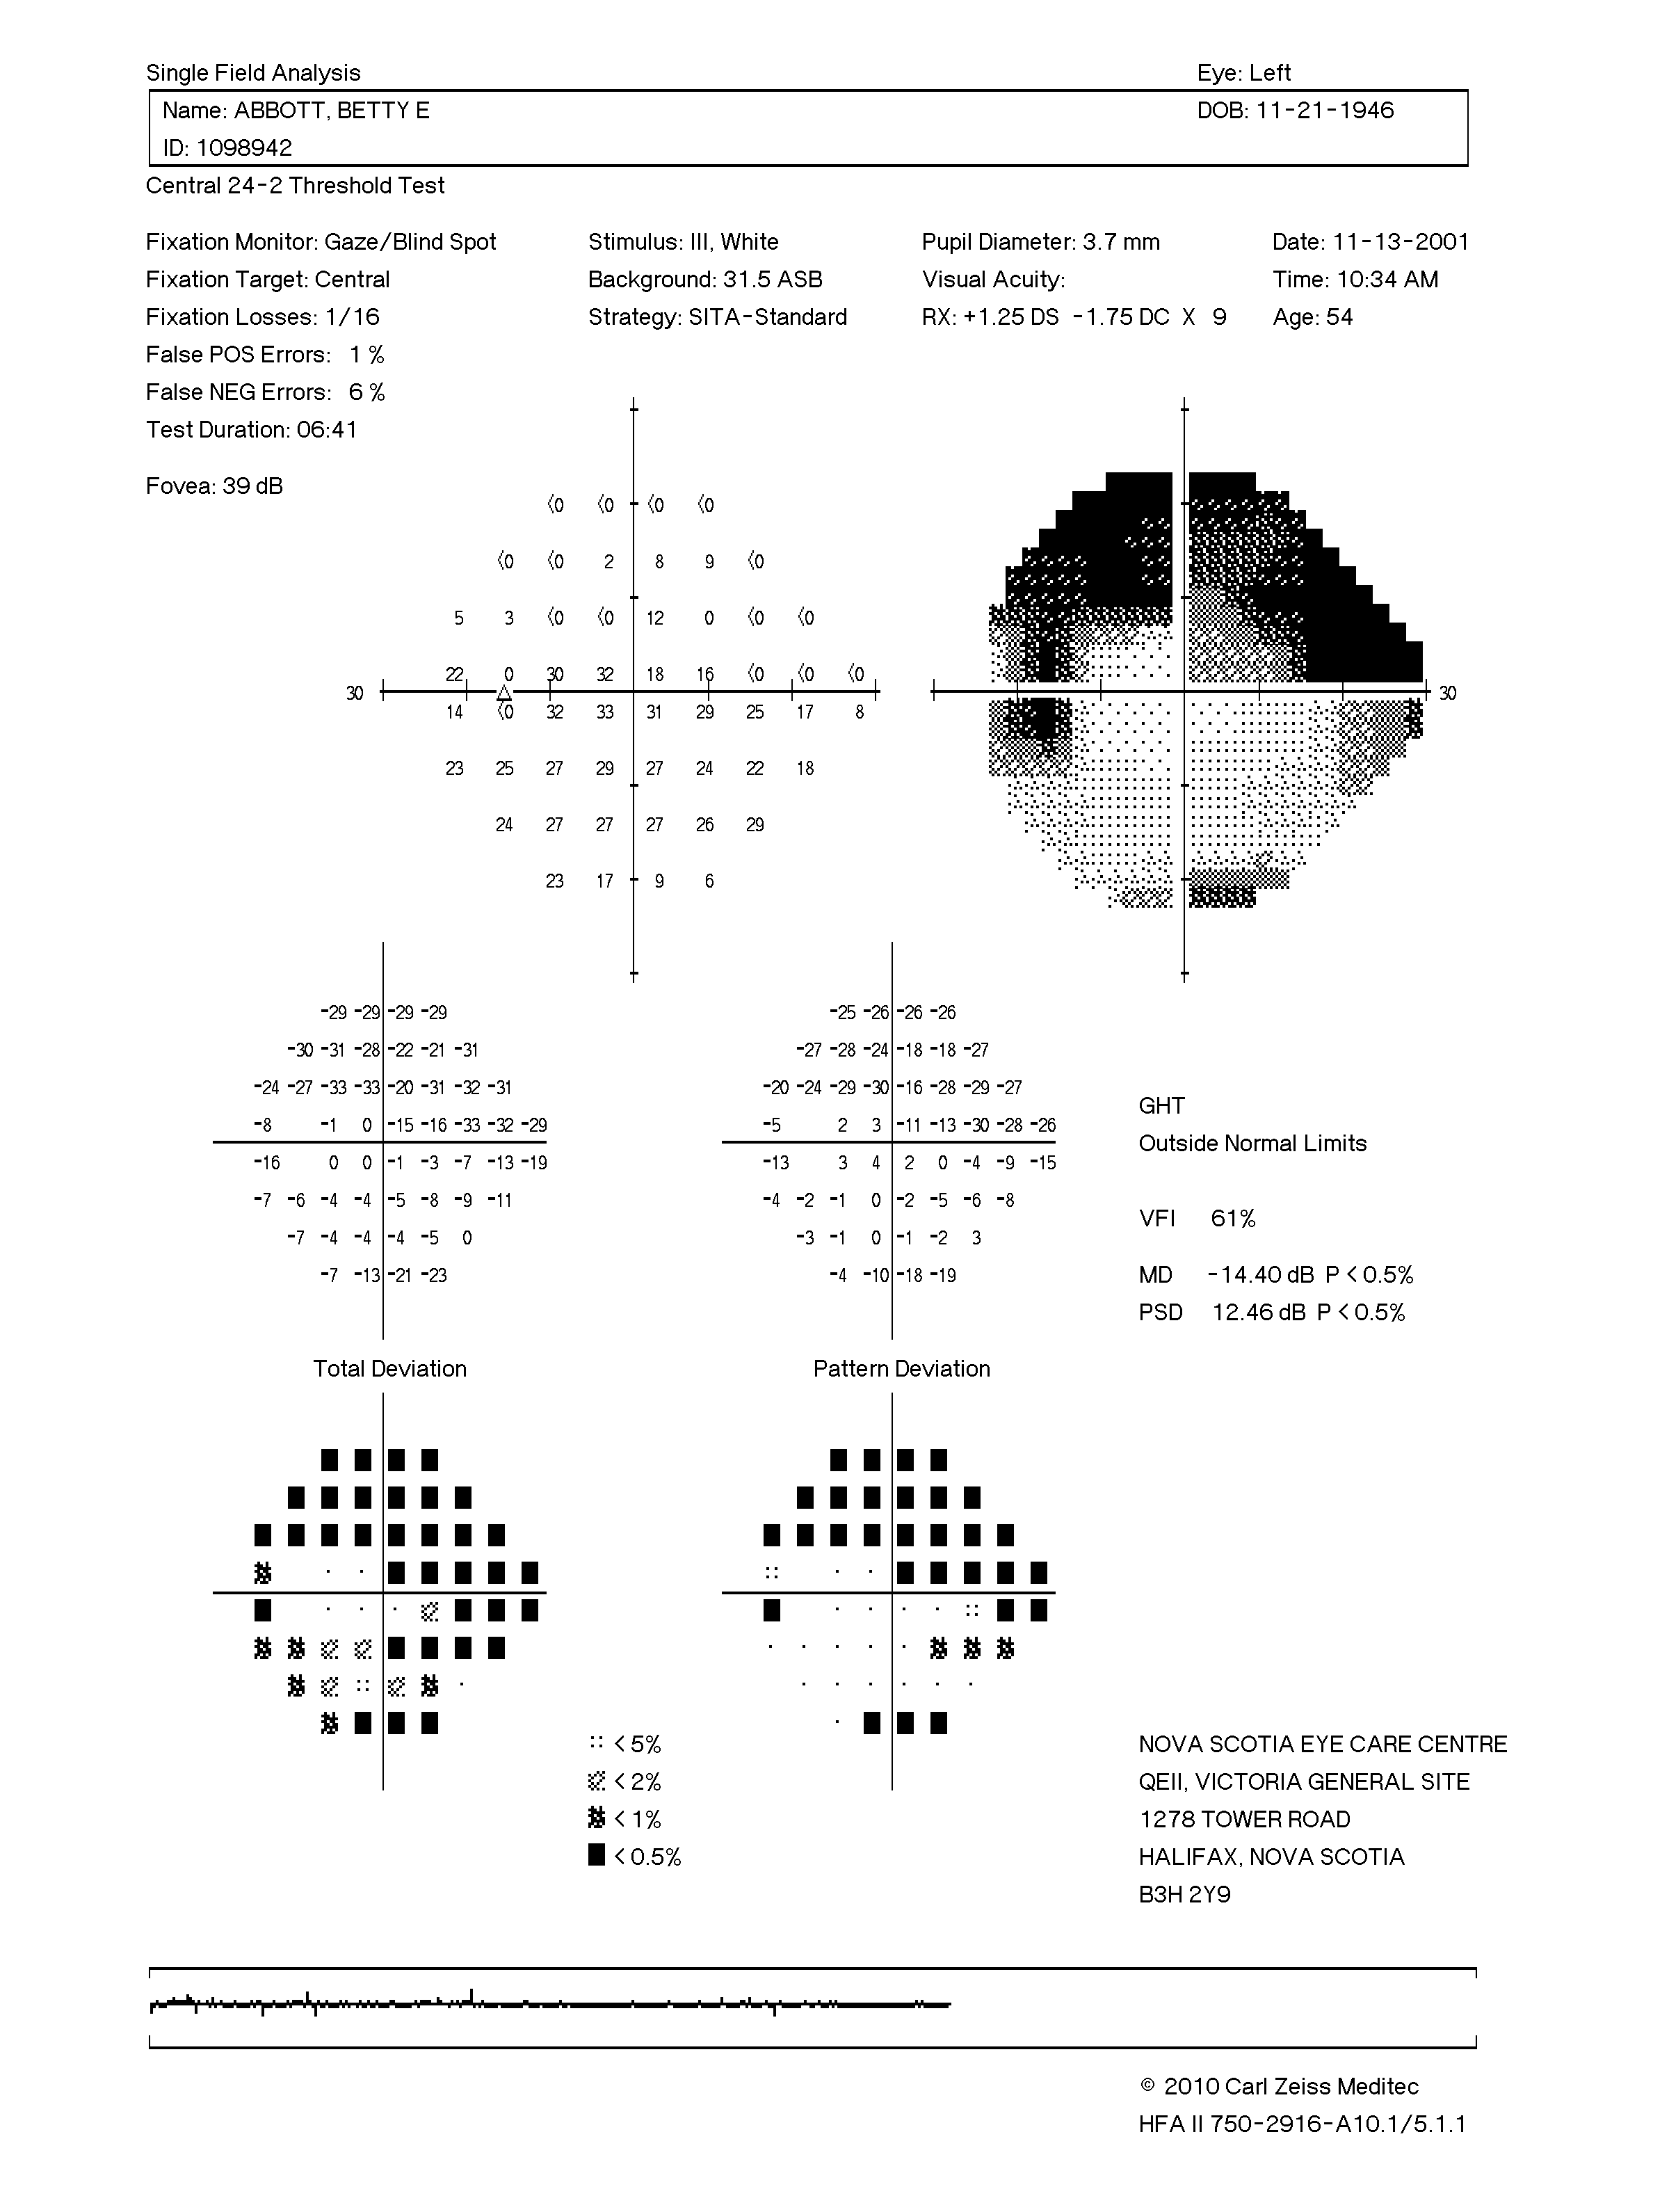 Single Field Analysis Eye: Left
Name: ABBOTT, BETTY E DOB: 11-21-1946
ID: 1098942
Central 24-2 Threshold Test
Fixation Monitor: Gaze/Blind Spot Stimulus: III, White Pupil Diameter: 3.7 mm Date: 11-13-2001
Fixation Target: Central Background: 31.5 ASB Visual Acuity: Time: 10:34 AM
Fixation Losses: 1/16 Strategy: SITA-Standard RX: +1.25 DS -1.75 DC X 9 Age: 54
False POS Errors: 1 %
False NEG Errors: 6 %
Test Duration: 06:41
Fovea: 39 dB
<0 <0 <0 <0
<0 <0 2 8 9 <0
5 3 <0 <0 12 0 <0 <0
22 0 30 32 18 16 <0 <0 <0
30 30
14 <0 32 33 31 29 25 17 8
23 25 27 29 27 24 22 18
24 27 27 27 26 29
23 17 9 6
-29 -29 -29 -29 -25 -26 -26 -26
-30 -31 -28 -22 -21 -31 -27 -28 -24 -18 -18 -27
-24 -27 -33 -33 -20 -31 -32 -31 -20 -24 -29 -30 -16 -28 -29 -27
-8 -1 0 -15 -16 -33 -32 -29 -5 2 3 -11 -13 -30 -28 -26
-16 0 0 -1 -3 -7 -13 -19 -13 3 4 2 0 -4 -9 -15
-7 -6 -4 -4 -5 -8 -9 -11 -4 -2 -1 0 -2 -5 -6 -8
-7 -4 -4 -4 -5 0 -3 -1 0 -1 -2 3
-7 -13 -21 -23 -4 -10 -18 -19
GHT
Outside Normal Limits
VFI 61%
MD -14.40 dB P < 0.5%
PSD 12.46 dB P < 0.5%
Total Deviation Pattern Deviation
< 5%
< 2%
< 1%
< 0.5%
NOVA SCOTIA EYE CARE CENTRE
QEII, VICTORIA GENERAL SITE
1278 TOWER ROAD
HALIFAX, NOVA SCOTIA
B3H 2Y9
© 2010 Carl Zeiss Meditec
HFA II 750-2916-A10.1/5.1.1